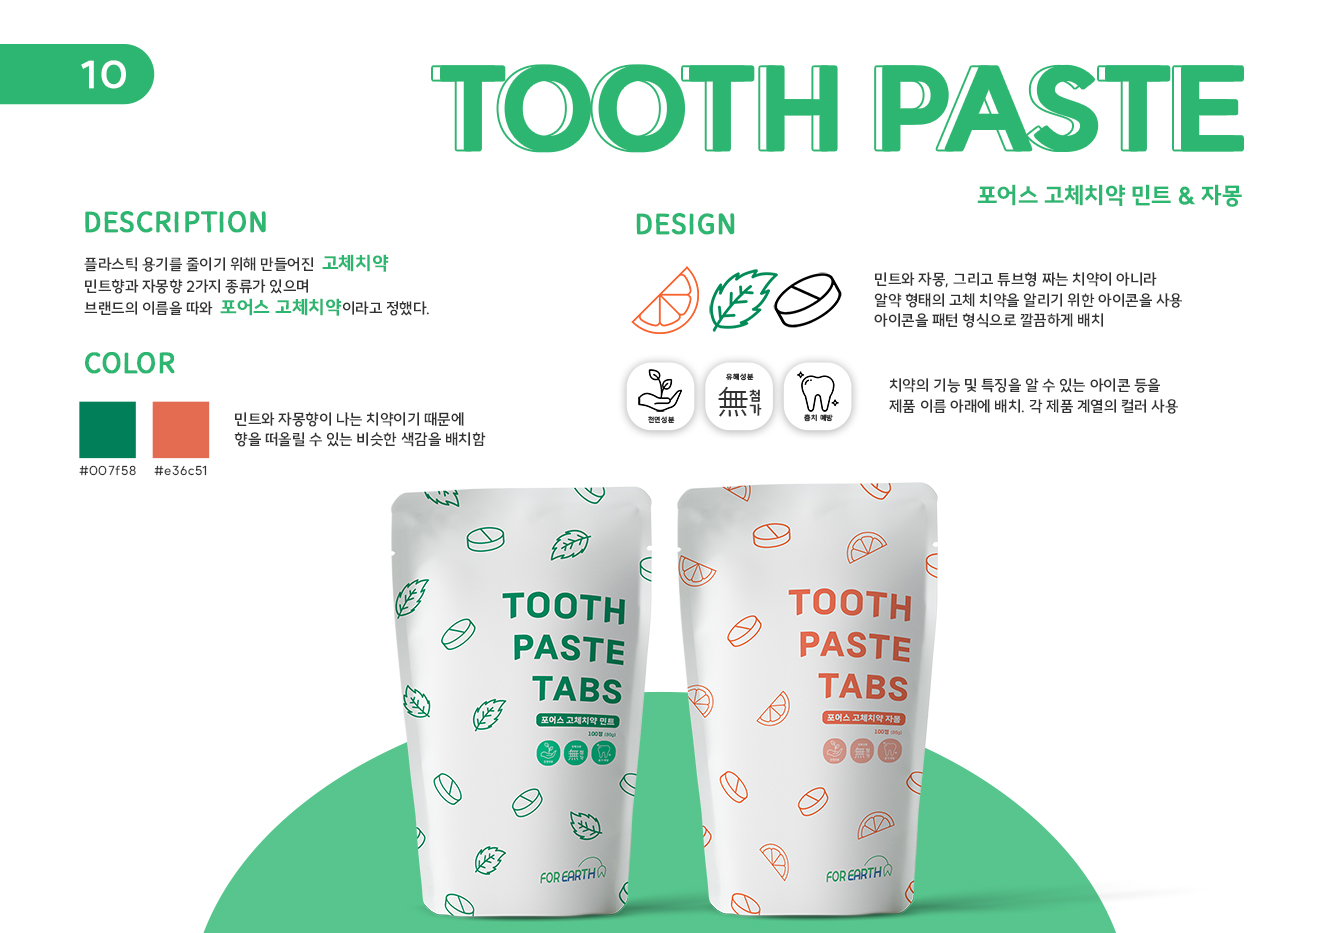 10
TOOTH PASTE
포어스 고체치약 민트 & 자몽
DESCRIPTION
플라스틱 용기를 줄이기 위해 만들어진 고체치약
민트향과 자몽향 2가지 종류가 있으며
브랜드의 이름을 따와 포어스 고체치약이라고 정했다.
COLOR
#007f58
#e36c51
민트와 자몽향이 나는 치약이기 때문에
향을 떠올릴 수 있는 비슷한 색감을 배치함
DESIGN
민트와 자몽, 그리고 튜브형 짜는 치약이 아니라
알약 형태의 고체 치약을 알리기 위한 아이콘을 사용
아이콘을 패턴 형식으로 깔끔하게 배치
천연성분
유해성분
無첨가
충치 예방
치약의 기능 및 특징을 알 수 있는 아이콘 등을
제품 이름 아래에 배치. 각 제품 계열의 컬러 사용
TOOTH
PASTE
TABS
포어스 고체치약 민트
100정 (90g)
無
FOR EARTH
TOOTH
PASTE
TABS
포어스 고체치약 자몽
100정 (90g)
無
FOR EARTH